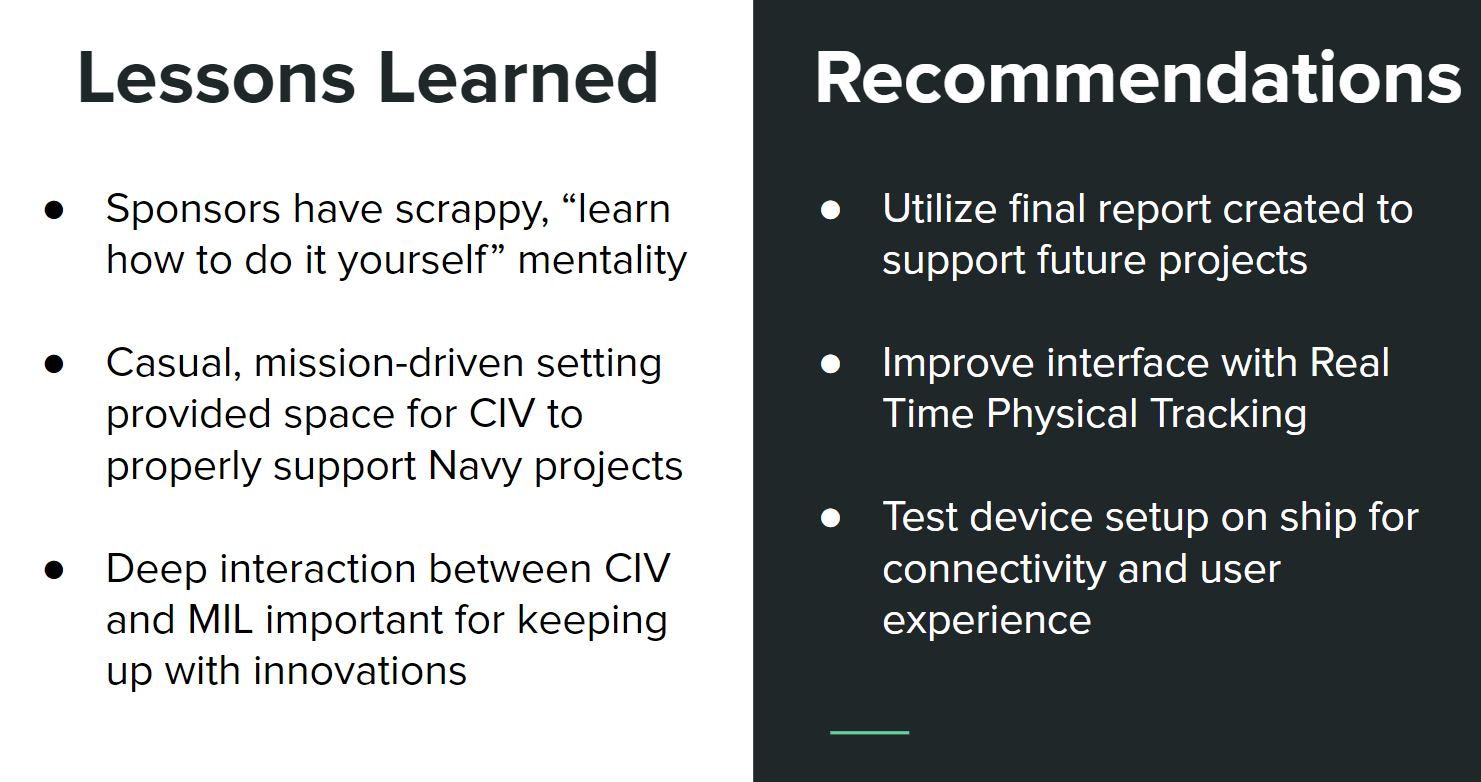 Lessons Learned
● Sponsors have scrappy, “learn
how to do it yourself” mentality
● Casual, mission-driven setting
provided space for CIV to
properly support Navy projects
● Deep interaction between CIV
and MIL important for keeping
up with innovations
Recommendations
● Utilize final report created to
support future projects
● Improve interface with Real
Time Physical Tracking
● Test device setup on ship for
connectivity and user
experience